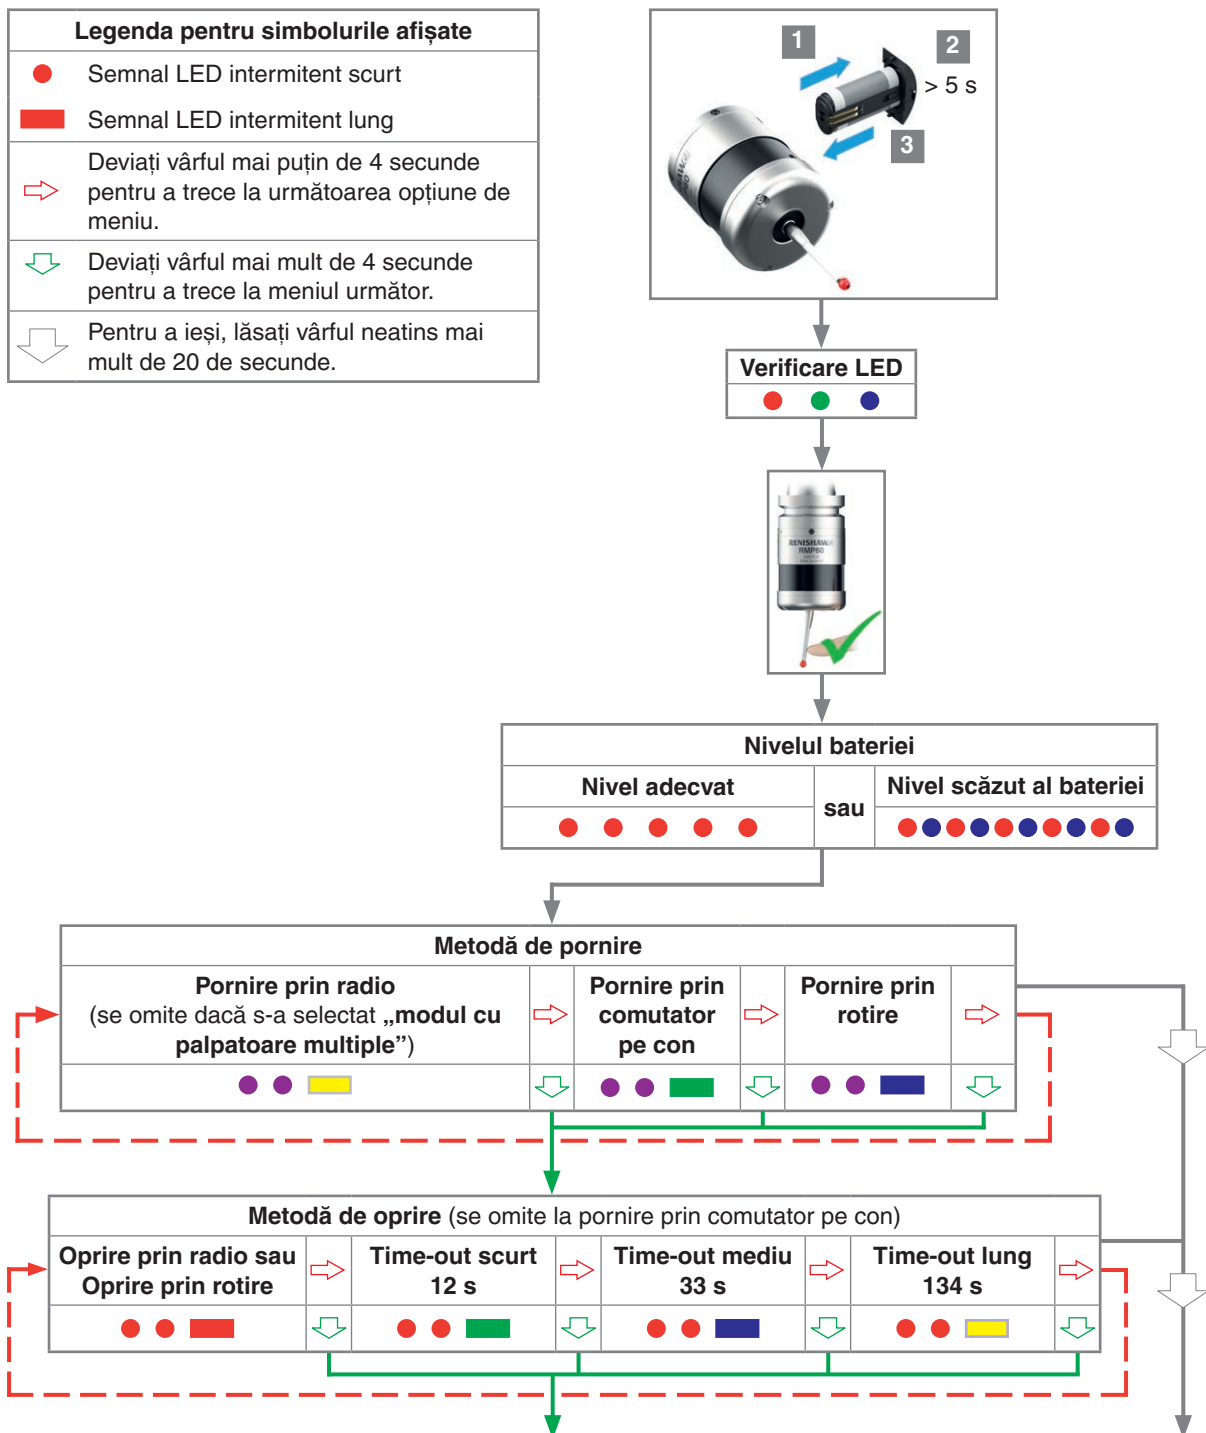 Legenda pentru simbolurile afișate
Semnal LED intermitent scurt
Semnal LED intermitent lung
Deviați vârful mai puțin de 4 secunde
pentru a trece la următoarea opțiune de
meniu.
Deviați vârful mai mult de 4 secunde
pentru a trece la meniul următor.
Pentru a ieși, lăsați vârful neatins mai
mult de 20 de secunde.
1
2
> 5 s
3
Verificare LED
RENISHAW
RMP60
Nivelul bateriei
Nivel adecvat
sau
Nivel scăzut al bateriei
Metodă de pornire
Pornire prin radio
(se omite dacă s-a selectat „modul cu
palpatoare multiple”)
Pornire prin
comutator
pe con
Pornire prin
rotire
Metodă de oprire (se omite la pornire prin comutator pe con)
Oprire prin radio sau
Oprire prin rotire
Time-out scurt
12 s
Time-out mediu
33 s
Time-out lung
134 s